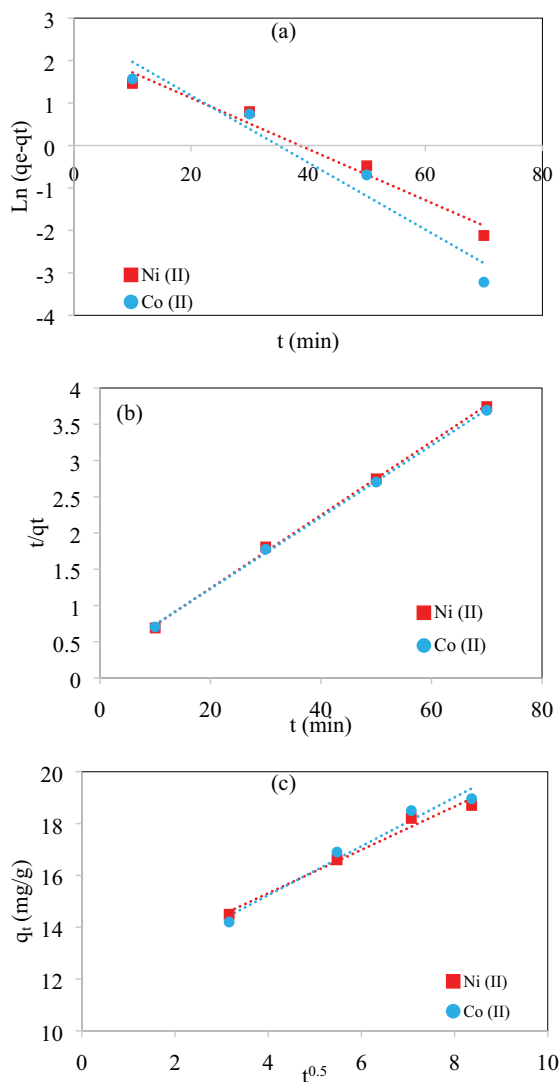 (a)
3
2
1
0
-1
-2
-3
-4
0 20 40 60 80
Ln (qe-qt)
Ni (II)
Co (II)
t (min)
(b)
4
3.5
3
2.5
2
1.5
1
0.5
0 20 40 60 80
t/qt
Ni (II)
Co (II)
t (min)
(c)
20
18
16
14
12
10
0 2 4 6 8 10
qt (mg/g)
Ni (II)
Co (II)
t^0.5